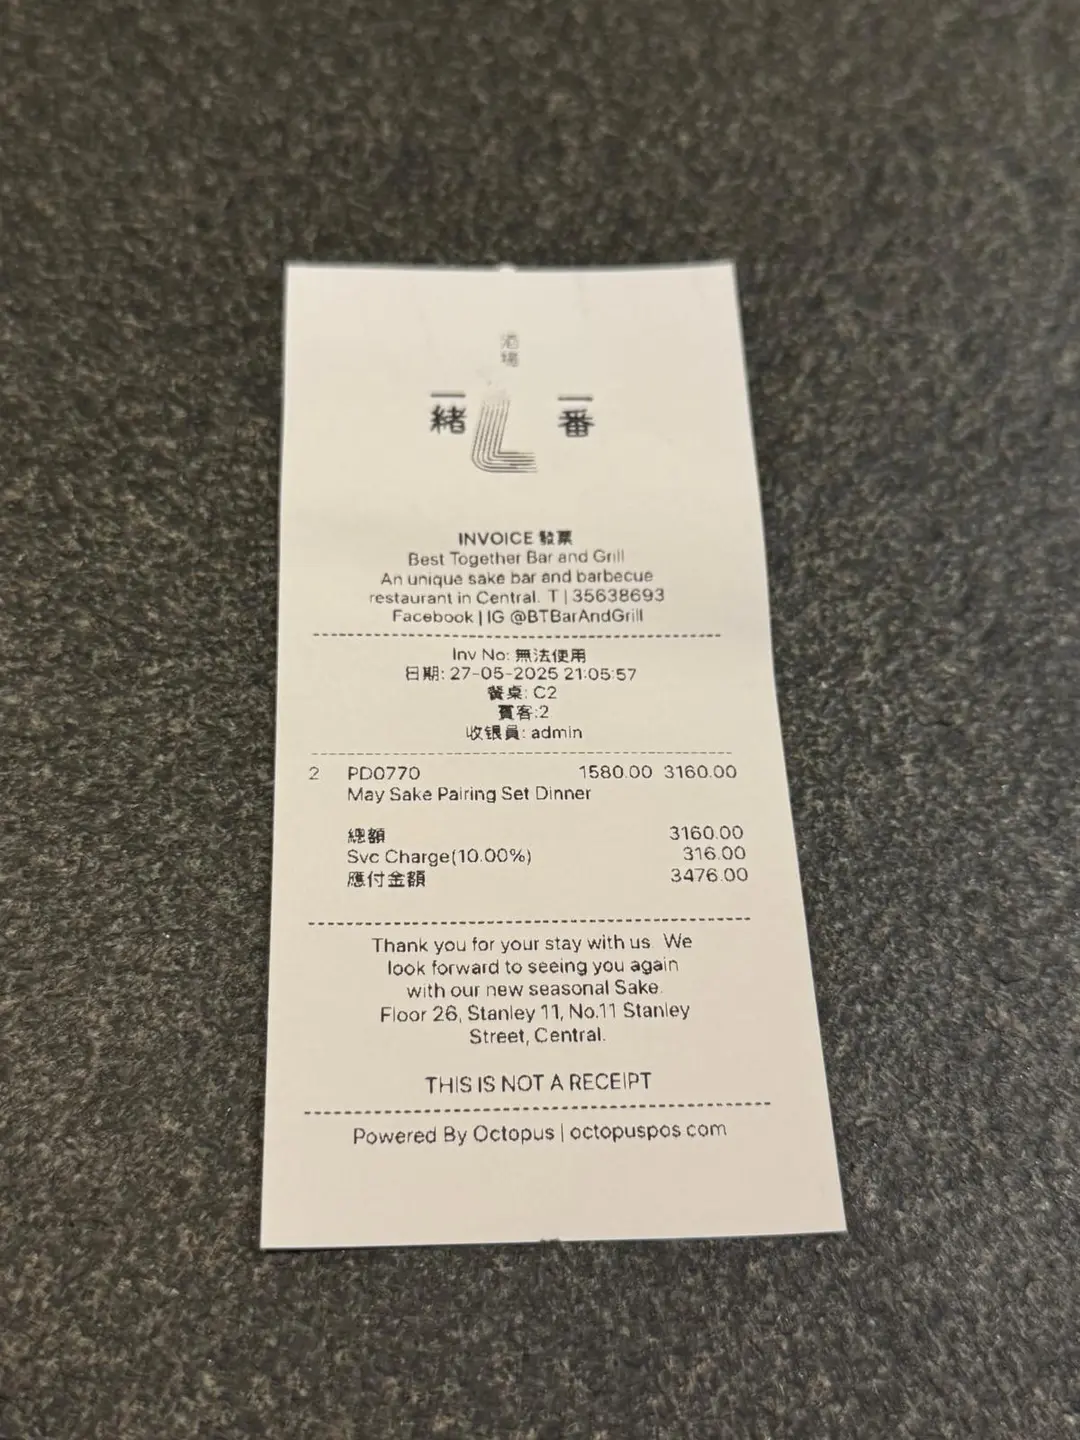 酒場
一緒 一番
INVOICE 發票
Best Together Bar and Grill
An unique sake bar and barbecue
restaurant in Central. T | 35638693
Facebook | IG @BTBarAndGrill
Inv No: 無法使用
日期: 27-05-2025 21:05:57
餐桌: C2
賓客:2
收银員: admin
2 PD0770 1580.00 3160.00
May Sake Pairing Set Dinner
總額 3160.00
Svc Charge(10.00%) 316.00
應付金額 3476.00
Thank you for your stay with us. We
look forward to seeing you again
with our new seasonal Sake.
Floor 26, Stanley 11, No.11 Stanley
Street, Central.
THIS IS NOT A RECEIPT
Powered By Octopus | octopuspos.com